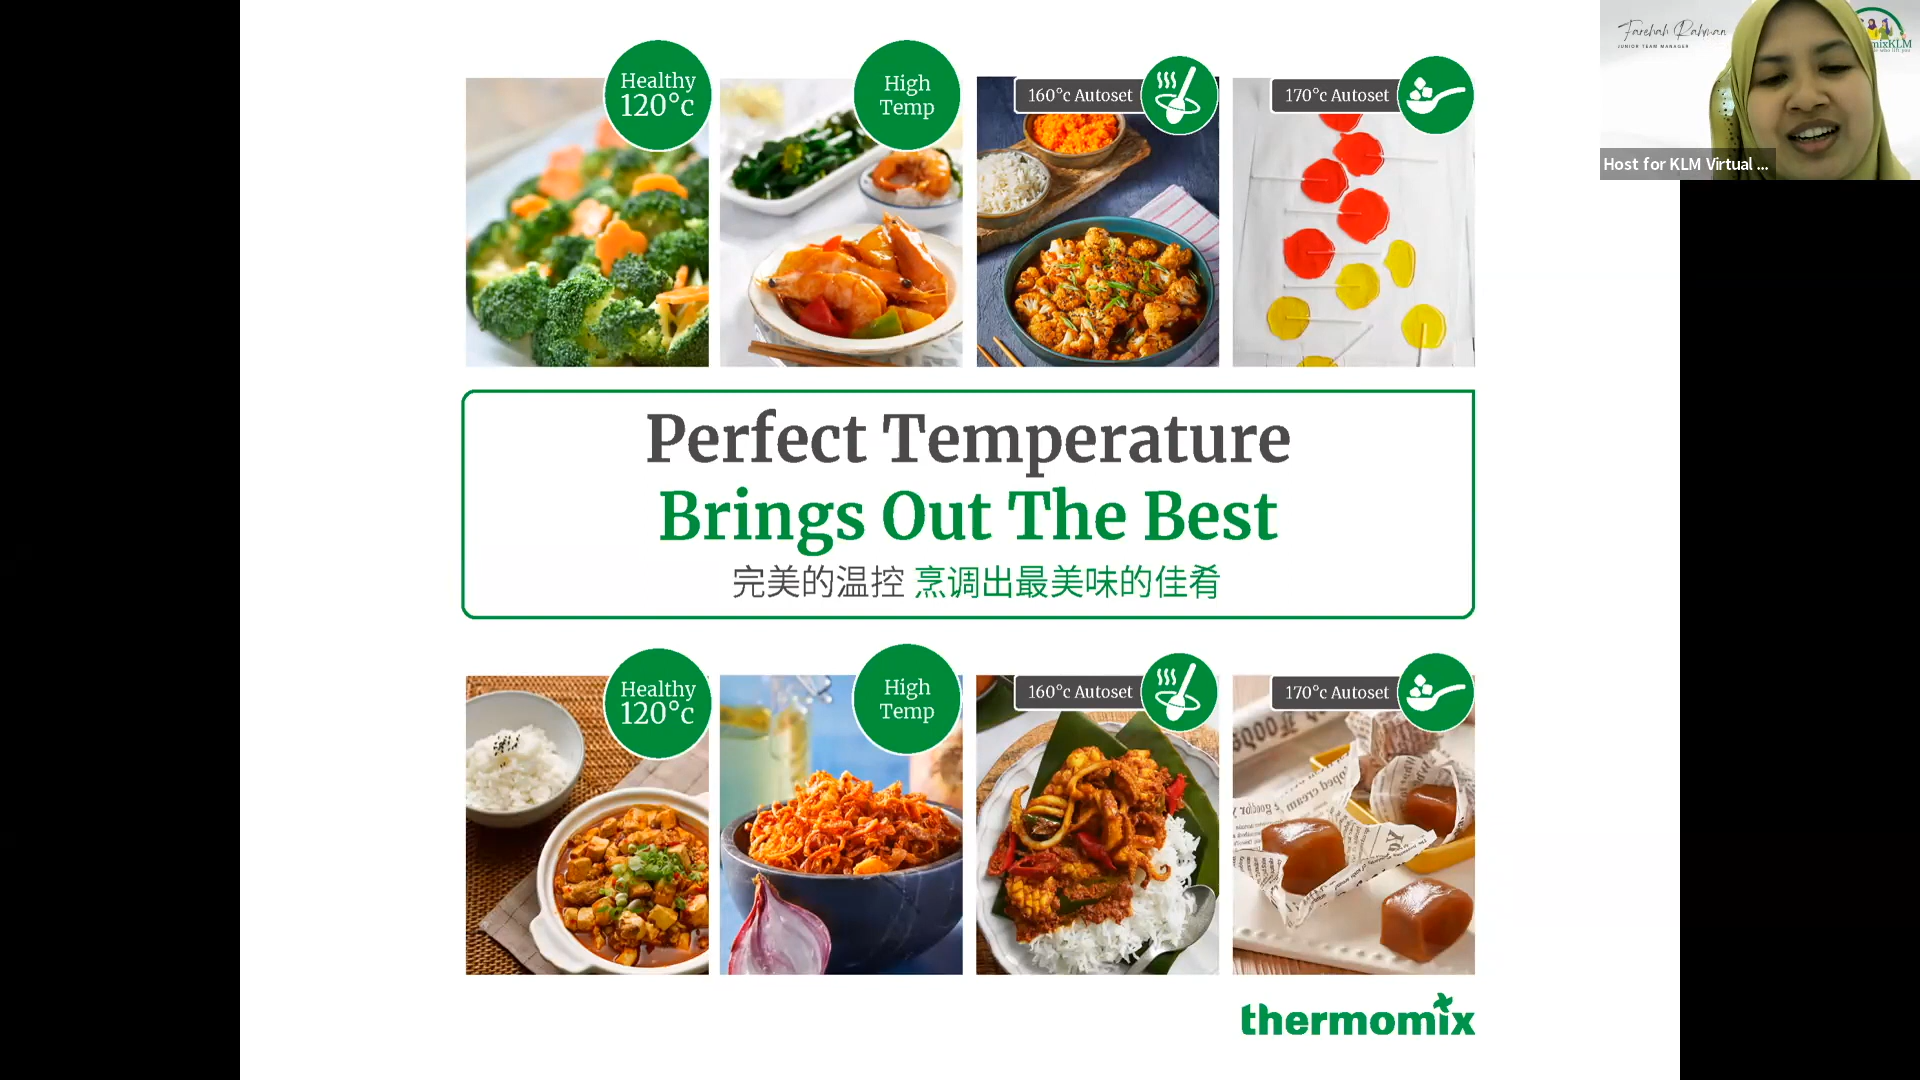 Healthy
120°c
High
Temp
160°c Autoset
170°c Autoset
Farehah Rahman
JUNIOR TEAM MANAGER
mixKLM
Host for KLM Virtual ...
Perfect Temperature
Brings Out The Best
完美的温控 烹调出最美味的佳肴
Healthy
120°c
High
Temp
160°c Autoset
170°c Autoset
thermomix